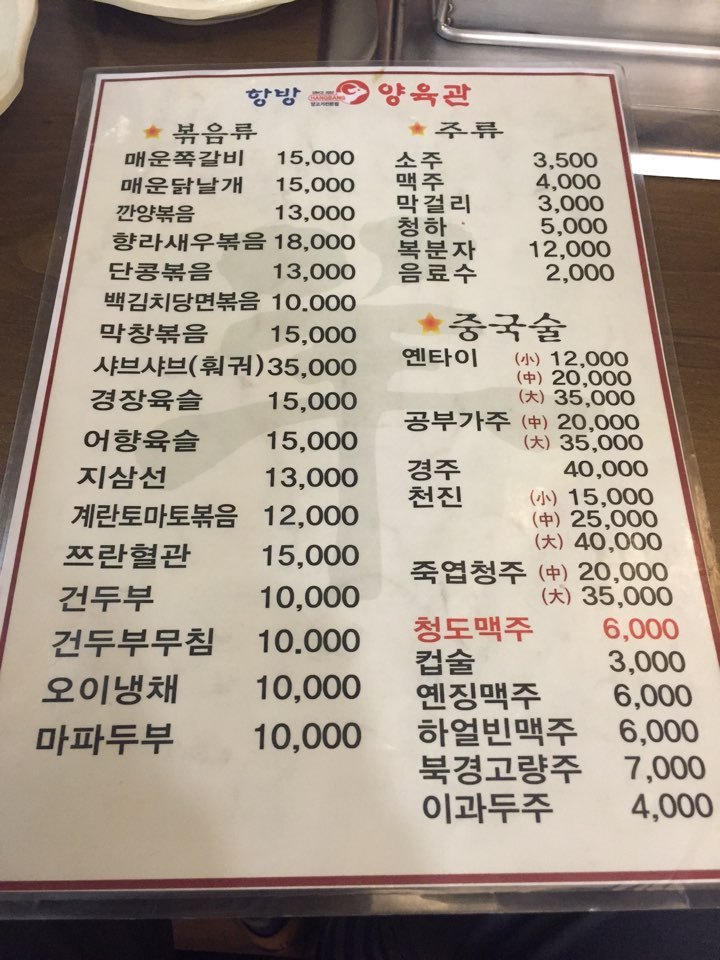 항방 HANGBANG 양육관
볶음류
매운쪽갈비 15,000
매운닭날개 15,000
깐양볶음 13,000
향라새우볶음 18,000
단콩볶음 13,000
백김치당면볶음 10.000
막창볶음 15,000
샤브샤브(훠궈) 35,000
경장육슬 15,000
어향육슬 15,000
지삼선 13,000
계란토마토볶음 12,000
쯔란혈관 15,000
건두부 10,000
건두부무침 10.000
오이냉채 10,000
마파두부 10,000
주류
소주 3,500
맥주 4,000
막걸리 3,000
청하 5,000
복분자 12,000
음료수 2,000
중국술
옌타이 (小) 12,000
(中) 20,000
(大) 35,000
공부가주 (中) 20,000
(大) 35,000
경주 40,000
천진 (小) 15,000
(中) 25,000
(大) 40,000
죽엽청주 (中) 20,000
(大) 35,000
청도맥주 6,000
컵술 3,000
옌징맥주 6,000
하얼빈맥주 6,000
북경고량주 7,000
이과두주 4,000